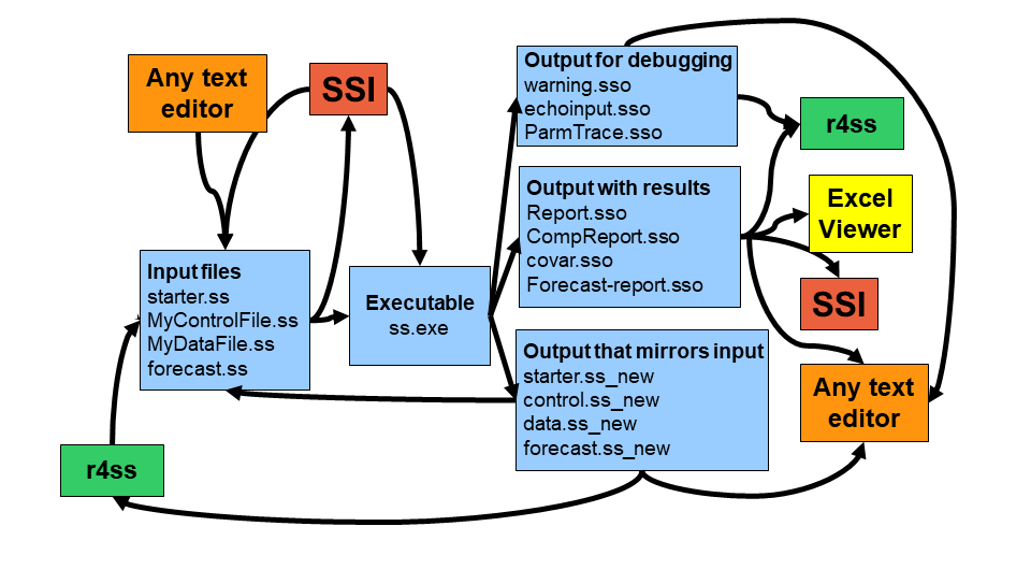 Any text
editor
SSI
Input files
starter.ss
MyControlFile.ss
MyDataFile.ss
forecast.ss
r4ss
Executable
ss.exe
Output for debugging
warning.sso
echoinput.sso
ParmTrace.sso
Output with results
Report.sso
CompReport.sso
covar.sso
Forecast-report.sso
Output that mirrors input
starter.ss_new
control.ss_new
data.ss_new
forecast.ss_new
r4ss
Excel
Viewer
SSI
Any text
editor